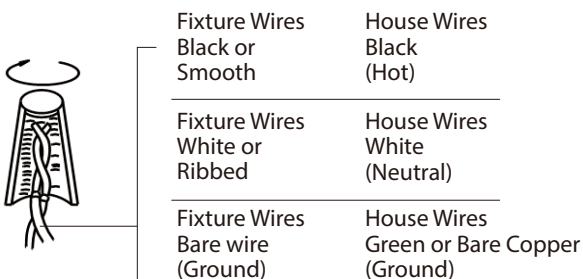 Fixture Wires House Wires
Black or Black
Smooth (Hot)
Fixture Wires House Wires
White or White
Ribbed (Neutral)
Fixture Wires House Wires
Bare wire Green or Bare Copper
(Ground) (Ground)